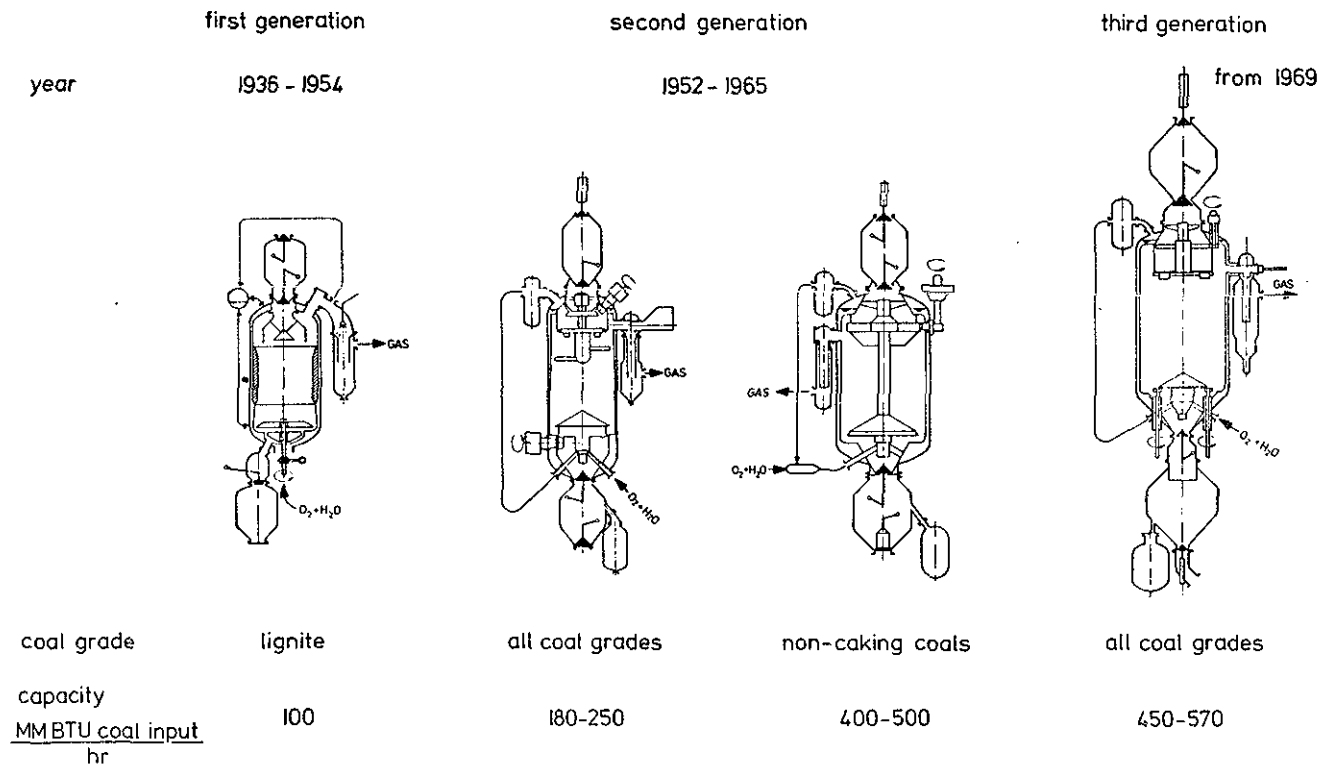 first generation second generation third generation
year 1936 - 1954 1952 - 1965 from 1969
GAS
GAS
GAS
GAS
O₂+H₂O
O₂+H₂O
O₂+H₂O
O₂+H₂O
coal grade lignite all coal grades non-caking coals all coal grades
capacity
MM BTU coal input 100 180-250 400-500 450-570
hr